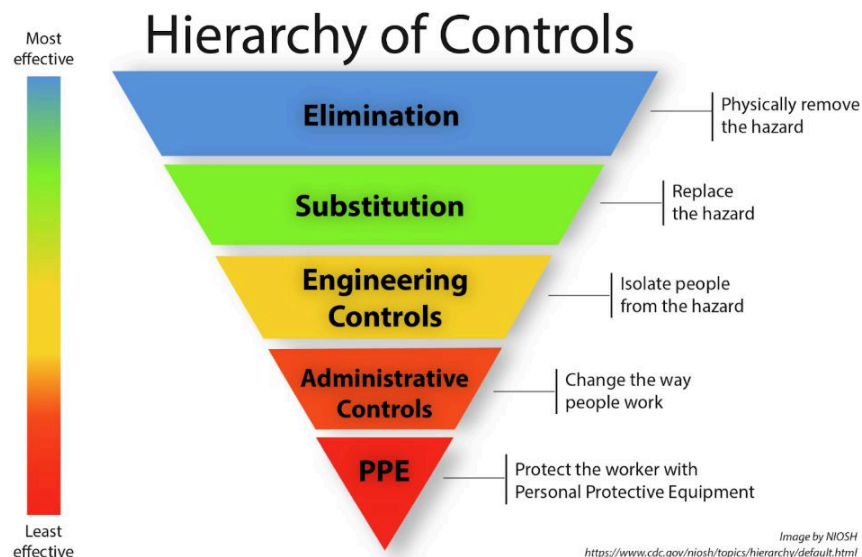 Hierarchy of Controls
Most
effective
Elimination
Physically remove
the hazard
Substitution
Replace
the hazard
Engineering
Controls
Isolate people
from the hazard
Administrative
Controls
Change the way
people work
PPE
Protect the worker with
Personal Protective Equipment
Least
effective
Image by NIOSH
https://www.cdc.gov/niosh/topics/hierarchy/default.html